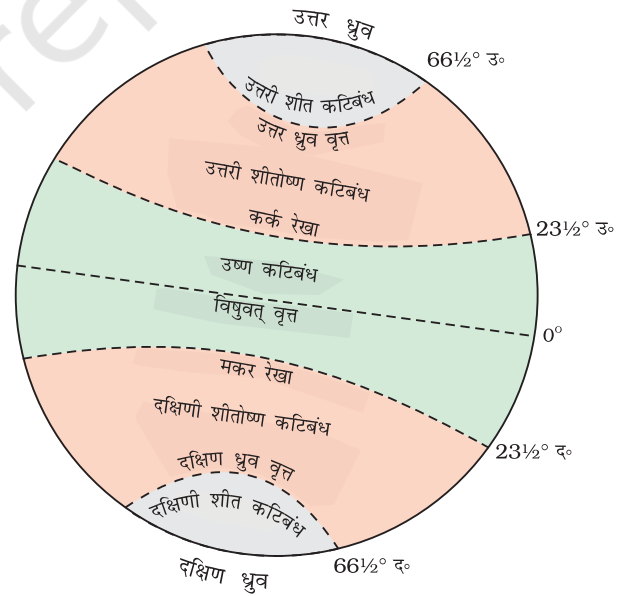 उत्तर ध्रुव
66½° उ॰
उत्तरी शीत कटिबंध
उत्तर ध्रुव वृत्त
उत्तरी शीतोष्ण कटिबंध
कर्क रेखा
23½° उ॰
उष्ण कटिबंध
विषुवत् वृत्त
0°
मकर रेखा
दक्षिणी शीतोष्ण कटिबंध
23½° द॰
दक्षिण ध्रुव वृत्त
दक्षिणी शीत कटिबंध
66½° द॰
दक्षिण ध्रुव